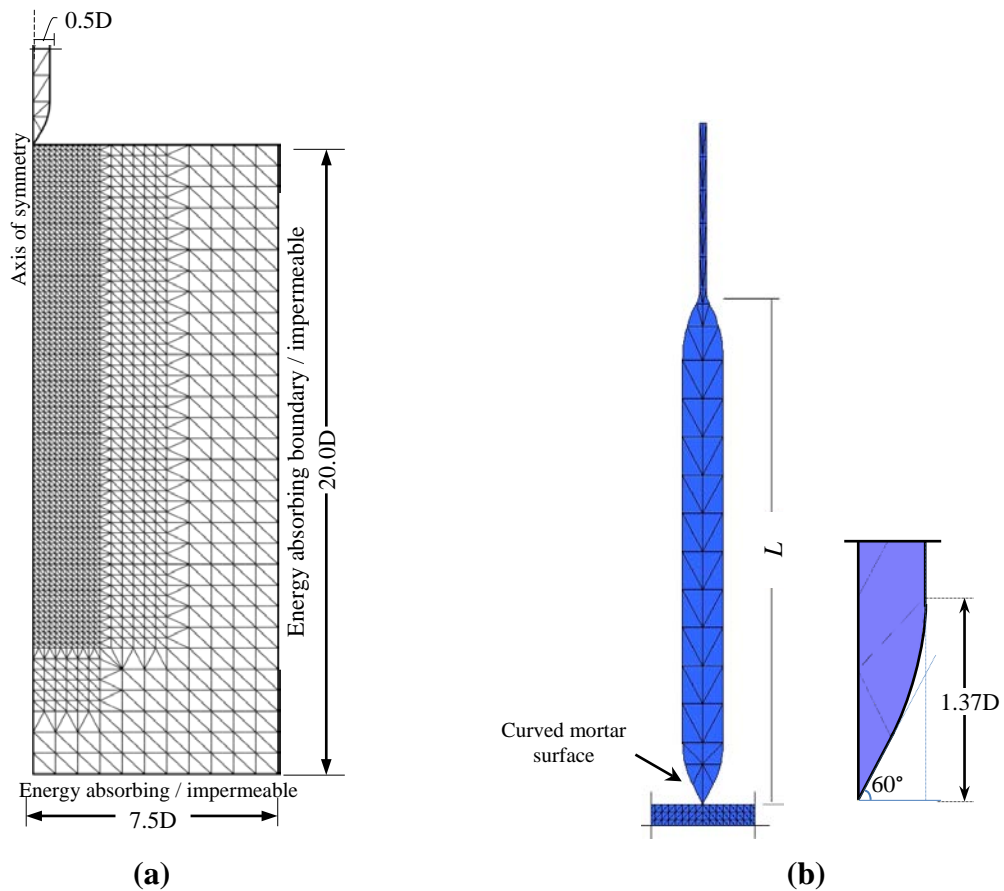 0.5D
Axis of symmetry
Energy absorbing boundary / impermeable
20.0D
Energy absorbing / impermeable
7.5D
(a)
L
Curved mortar
surface
1.37D
60°
(b)